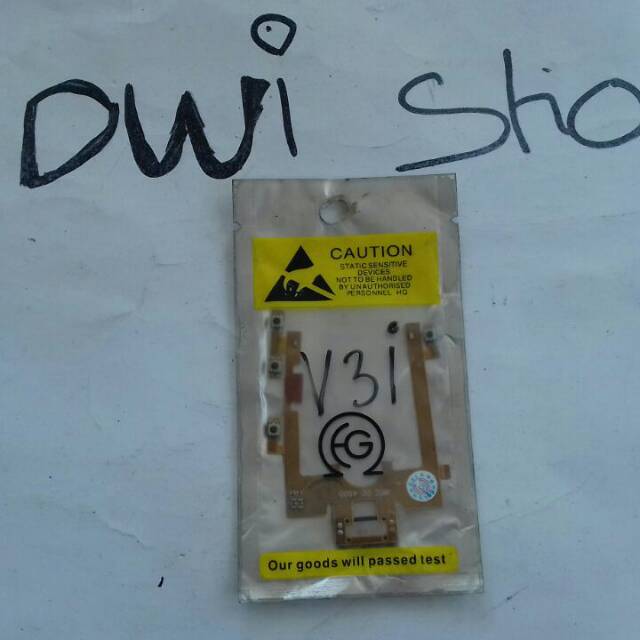 DWi Sho
CAUTION
STATIC SENSITIVE
DEVICES
NOT TO BE HANDLED
BY UNAUTHORISED
PERSONNEL HQ
V3i
Our goods will passed test